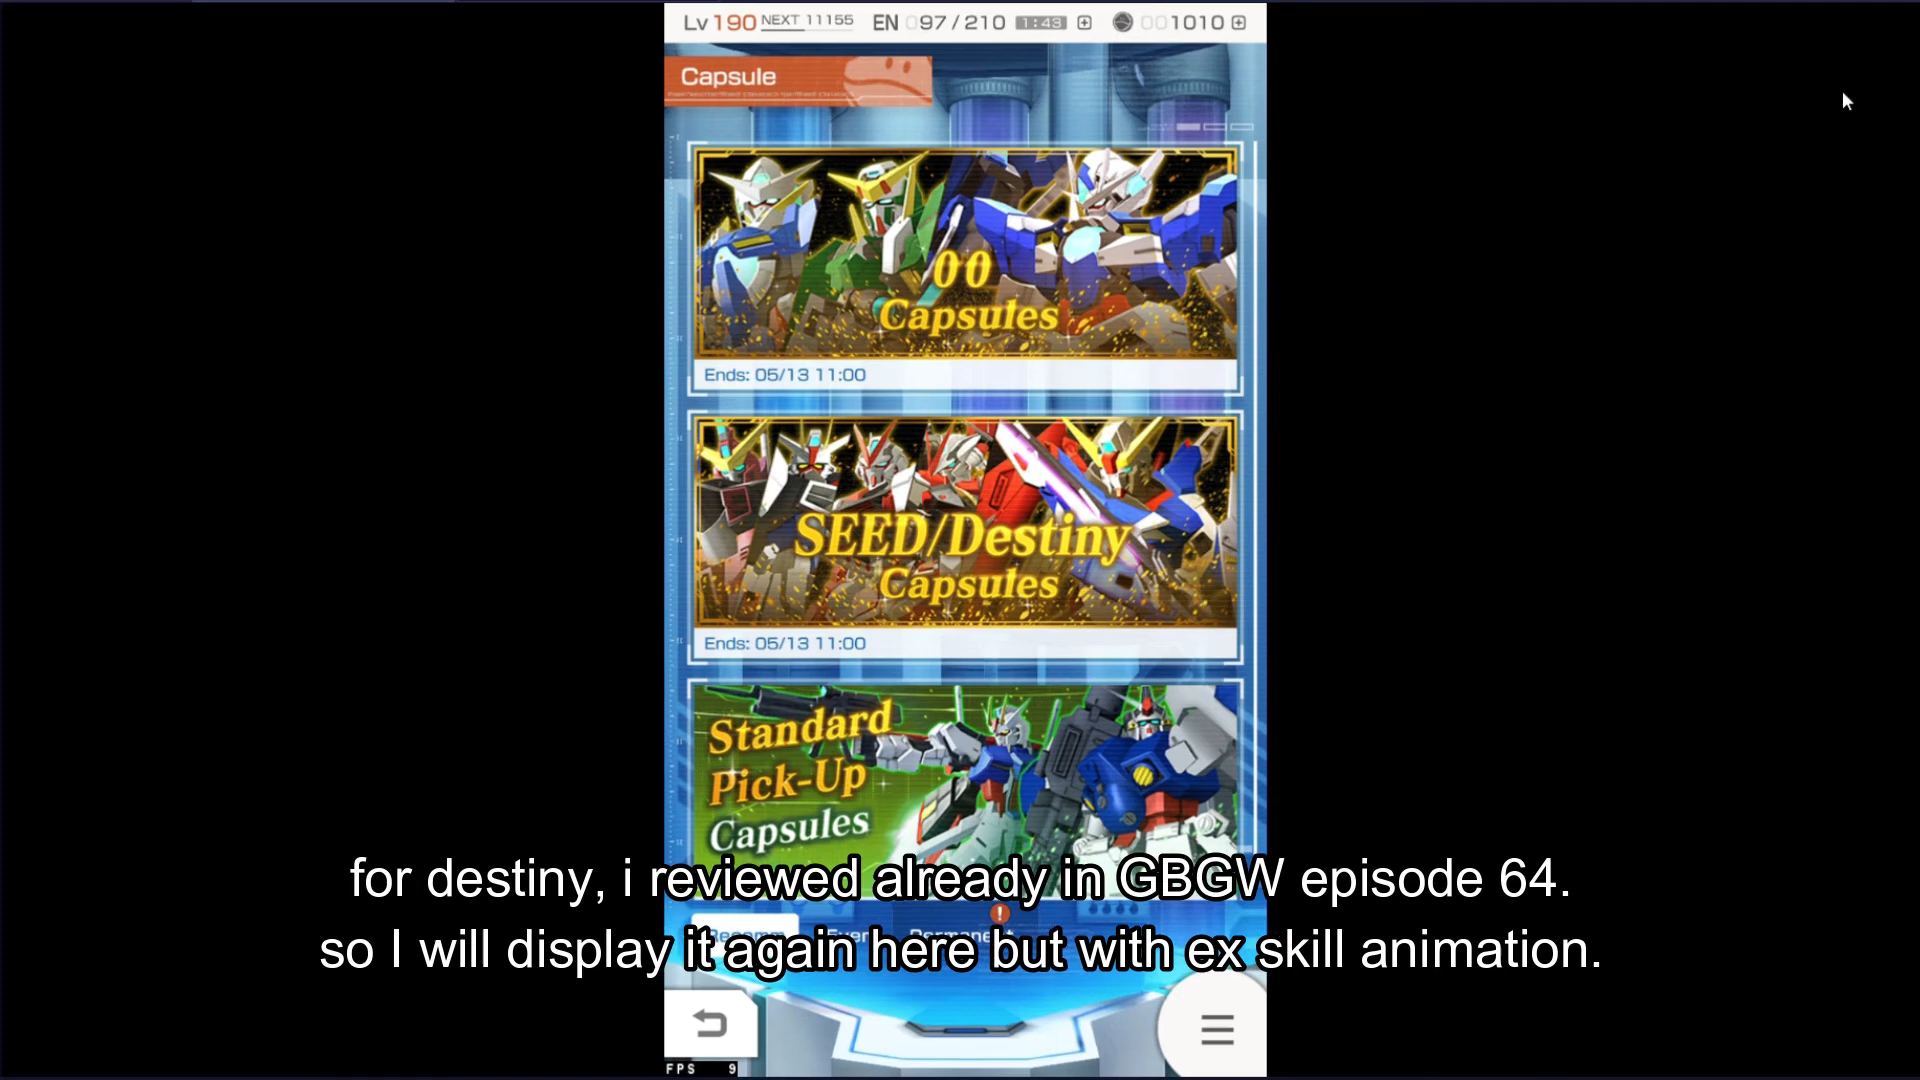 Lv 190 NEXT 11155 EN 097/210 1:43 001010
Capsule
00
Capsules
Ends: 05/13 11:00
SEED/Destiny
Capsules
Ends: 05/13 11:00
Standard
Pick-Up
Capsules
for destiny, i reviewed already in GBGW episode 64.
so I will display it again here but with ex skill animation.
FPS 9